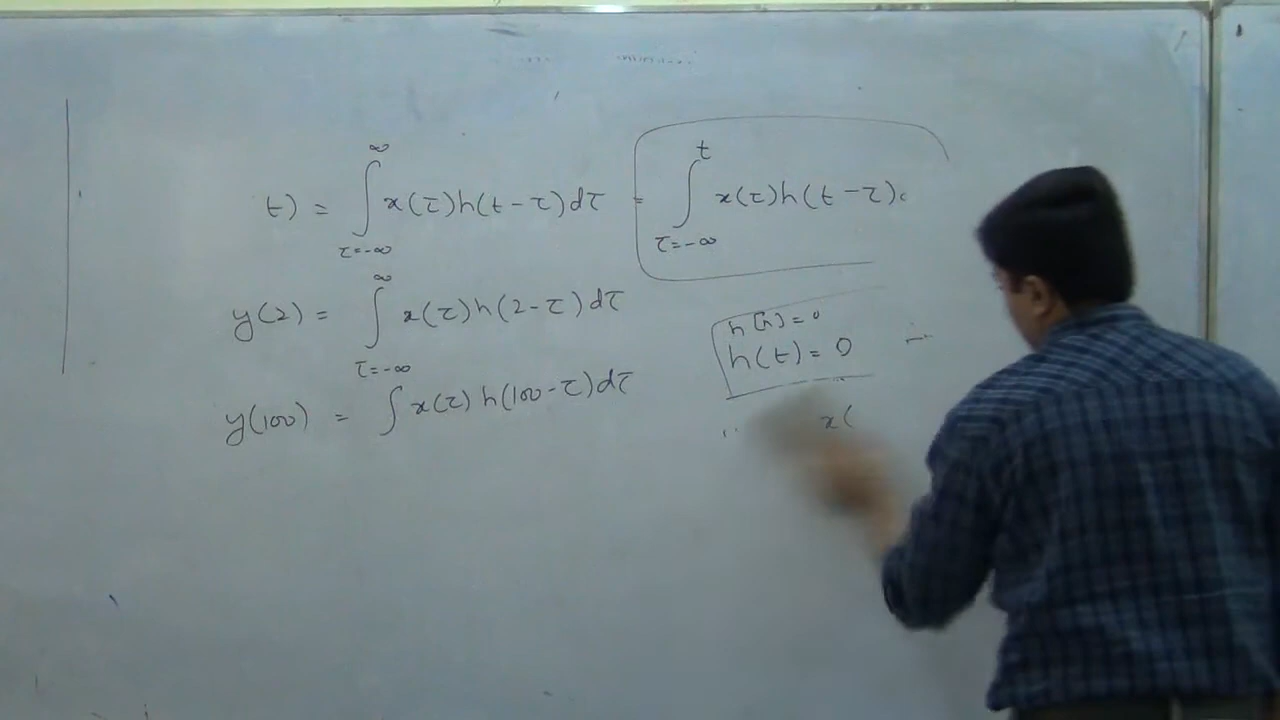 t) = ∫_{τ=-∞}^{∞} x(τ)h(t-τ)dτ = ∫_{τ=-∞}^{t} x(τ)h(t-τ)
y(2) = ∫_{τ=-∞}^{∞} x(τ)h(2-τ)dτ
h[n]=0
h(t)=0
y(100) = ∫x(τ)h(100-τ)dτ
x(